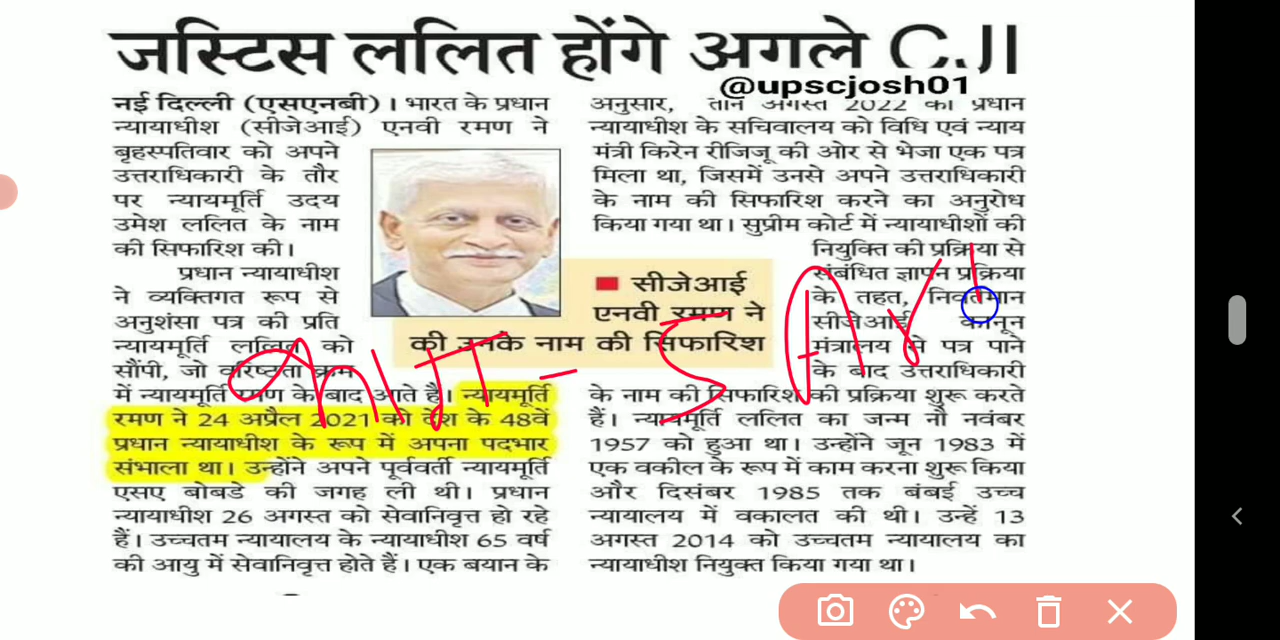 जस्टिस ललित होंगे अगले CJI
@upscjosh01
नई दिल्ली (एसएनबी)। भारत के प्रधान
न्यायाधीश (सीजेआई) एनवी रमण ने
बृहस्पतिवार को अपने
उत्तराधिकारी के तौर
पर न्यायमूर्ति उदय
उमेश ललित के नाम
की सिफारिश की।
प्रधान न्यायाधीश
ने व्यक्तिगत रूप से
अनुशंसा पत्र की प्रति
न्यायमूर्ति ललित को
सौंपी, जो वरिष्ठता क्रम
में न्यायमूर्ति रमण के बाद आते है। न्यायमूर्ति
रमण ने 24 अप्रैल 2021 को देश के 48वें
प्रधान न्यायाधीश के रूप में अपना पदभार
संभाला था। उन्होंने अपने पूर्ववर्ती न्यायमूर्ति
एसए बोबडे की जगह ली थी। प्रधान
न्यायाधीश 26 अगस्त को सेवानिवृत्त हो रहे
हैं। उच्चतम न्यायालय के न्यायाधीश 65 वर्ष
की आयु में सेवानिवृत्त होते हैं। एक बयान के
■ सीजेआई
एनवी रमण ने
की उनके नाम की सिफारिश
अनुसार, तीन अगस्त 2022 को प्रधान
न्यायाधीश के सचिवालय को विधि एवं न्याय
मंत्री किरेन रीजिजू की ओर से भेजा एक पत्र
मिला था, जिसमें उनसे अपने उत्तराधिकारी
के नाम की सिफारिश करने का अनुरोध
किया गया था। सुप्रीम कोर्ट में न्यायाधीशों की
नियुक्ति की प्रक्रिया से
संबंधित ज्ञापन प्रक्रिया
के तहत, निवर्तमान
सीजेआई कानून
मंत्रालय से पत्र पाने
के बाद उत्तराधिकारी
के नाम की सिफारिश की प्रक्रिया शुरू करते
हैं। न्यायमूर्ति ललित का जन्म नौ नवंबर
1957 को हुआ था। उन्होंने जून 1983 में
एक वकील के रूप में काम करना शुरू किया
और दिसंबर 1985 तक बंबई उच्च
न्यायालय में वकालत की थी। उन्हें 13
अगस्त 2014 को उच्चतम न्यायालय का
न्यायाधीश नियुक्त किया गया था।